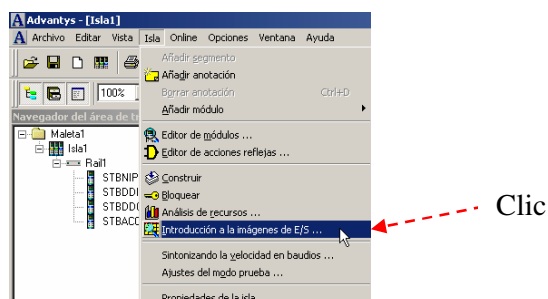 Advantys - [Isla1]
Archivo Editar Vista Isla Online Opciones Ventana Ayuda
Añadir segmento
Añadir anotación
100%
Borrar anotación Ctrl+D
Añadir módulo
Navegador del área de tr
Maleta1
Editor de módulos ...
Isla1
Editor de acciones reflejas ...
Rail1
STBNIP
Construir
STBDDI
Bloquear
STBDDO
Análisis de recursos ...
STBACO
Introducción a la imágenes de E/S ...
Clic
Sintonizando la velocidad en baudios ...
Ajustes del modo prueba ...
Propiedades de la isla